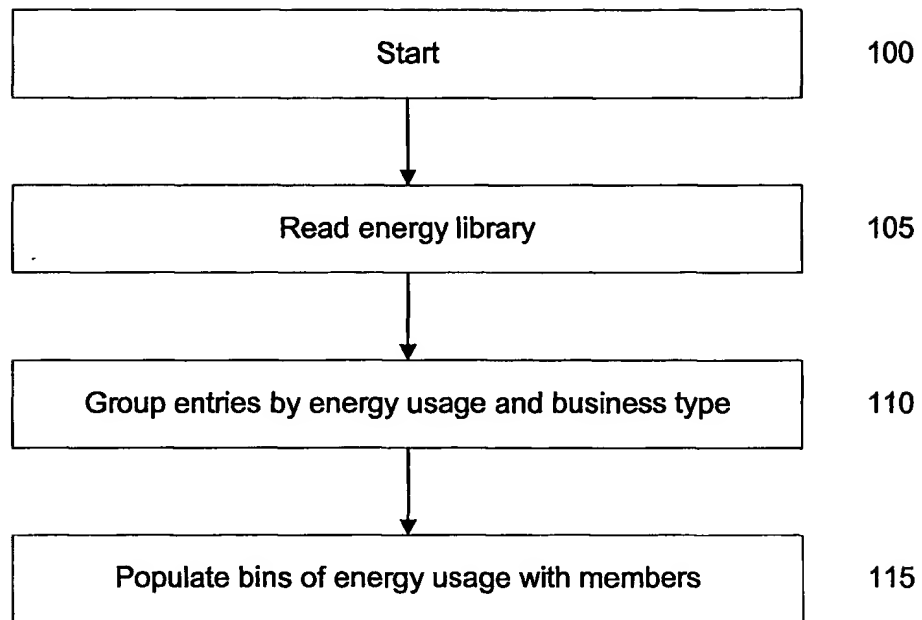 Start 100
Read energy library 105
Group entries by energy usage and business type 110
Populate bins of energy usage with members 115